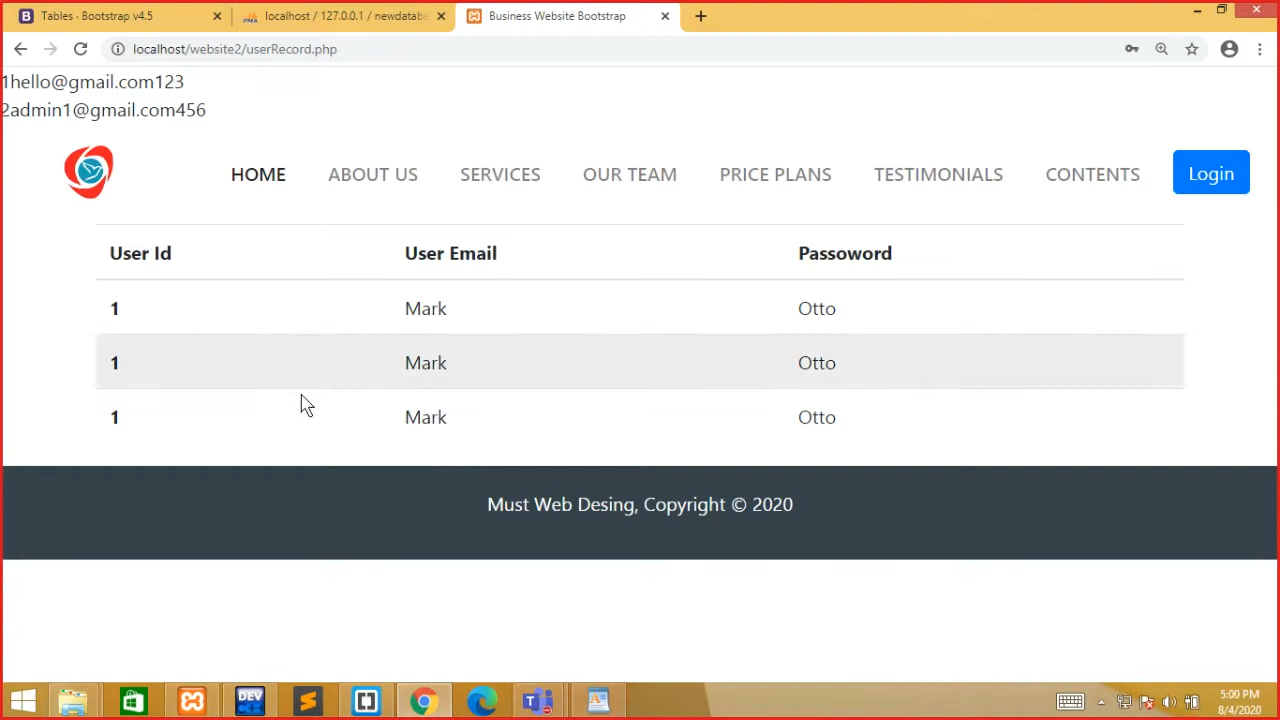 Tables · Bootstrap v4.5
localhost / 127.0.0.1 / newdatab
Business Website Bootstrap
localhost/website2/userRecord.php
1hello@gmail.com123
2admin1@gmail.com456
HOME ABOUT US SERVICES OUR TEAM PRICE PLANS TESTIMONIALS CONTENTS Login
User Id User Email Passoword
1 Mark Otto
1 Mark Otto
1 Mark Otto
Must Web Desing, Copyright © 2020
DEV
5:00 PM
8/4/2020